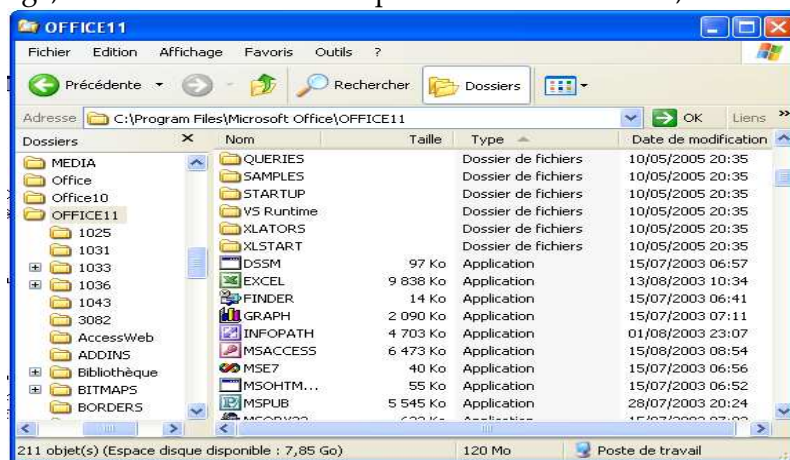 OFFICE11
Fichier Edition Affichage Favoris Outils ?
Précédente Rechercher Dossiers
Adresse C:\Program Files\Microsoft Office\OFFICE11 OK Liens »
Dossiers × Nom Taille Type Date de modification
MEDIA QUERIES Dossier de fichiers 10/05/2005 20:35
Office SAMPLES Dossier de fichiers 10/05/2005 20:35
Office10 STARTUP Dossier de fichiers 10/05/2005 20:35
OFFICE11 VS Runtime Dossier de fichiers 10/05/2005 20:35
1025 XLATORS Dossier de fichiers 10/05/2005 20:35
1031 XLSTART Dossier de fichiers 10/05/2005 20:35
1033 DSSM 97 Ko Application 15/07/2003 06:57
1036 EXCEL 9 838 Ko Application 13/08/2003 10:34
1043 FINDER 14 Ko Application 15/07/2003 06:41
3082 GRAPH 2 090 Ko Application 15/07/2003 07:11
AccessWeb INFOPATH 4 703 Ko Application 01/08/2003 23:07
ADDINS MSACCESS 6 473 Ko Application 15/08/2003 08:54
Bibliothèque MSE7 40 Ko Application 15/07/2003 06:56
BITMAPS MSOHTM... 55 Ko Application 15/07/2003 06:52
BORDERS MSPUB 5 545 Ko Application 28/07/2003 20:24
211 objet(s) (Espace disque disponible : 7,85 Go) 120 Mo Poste de travail